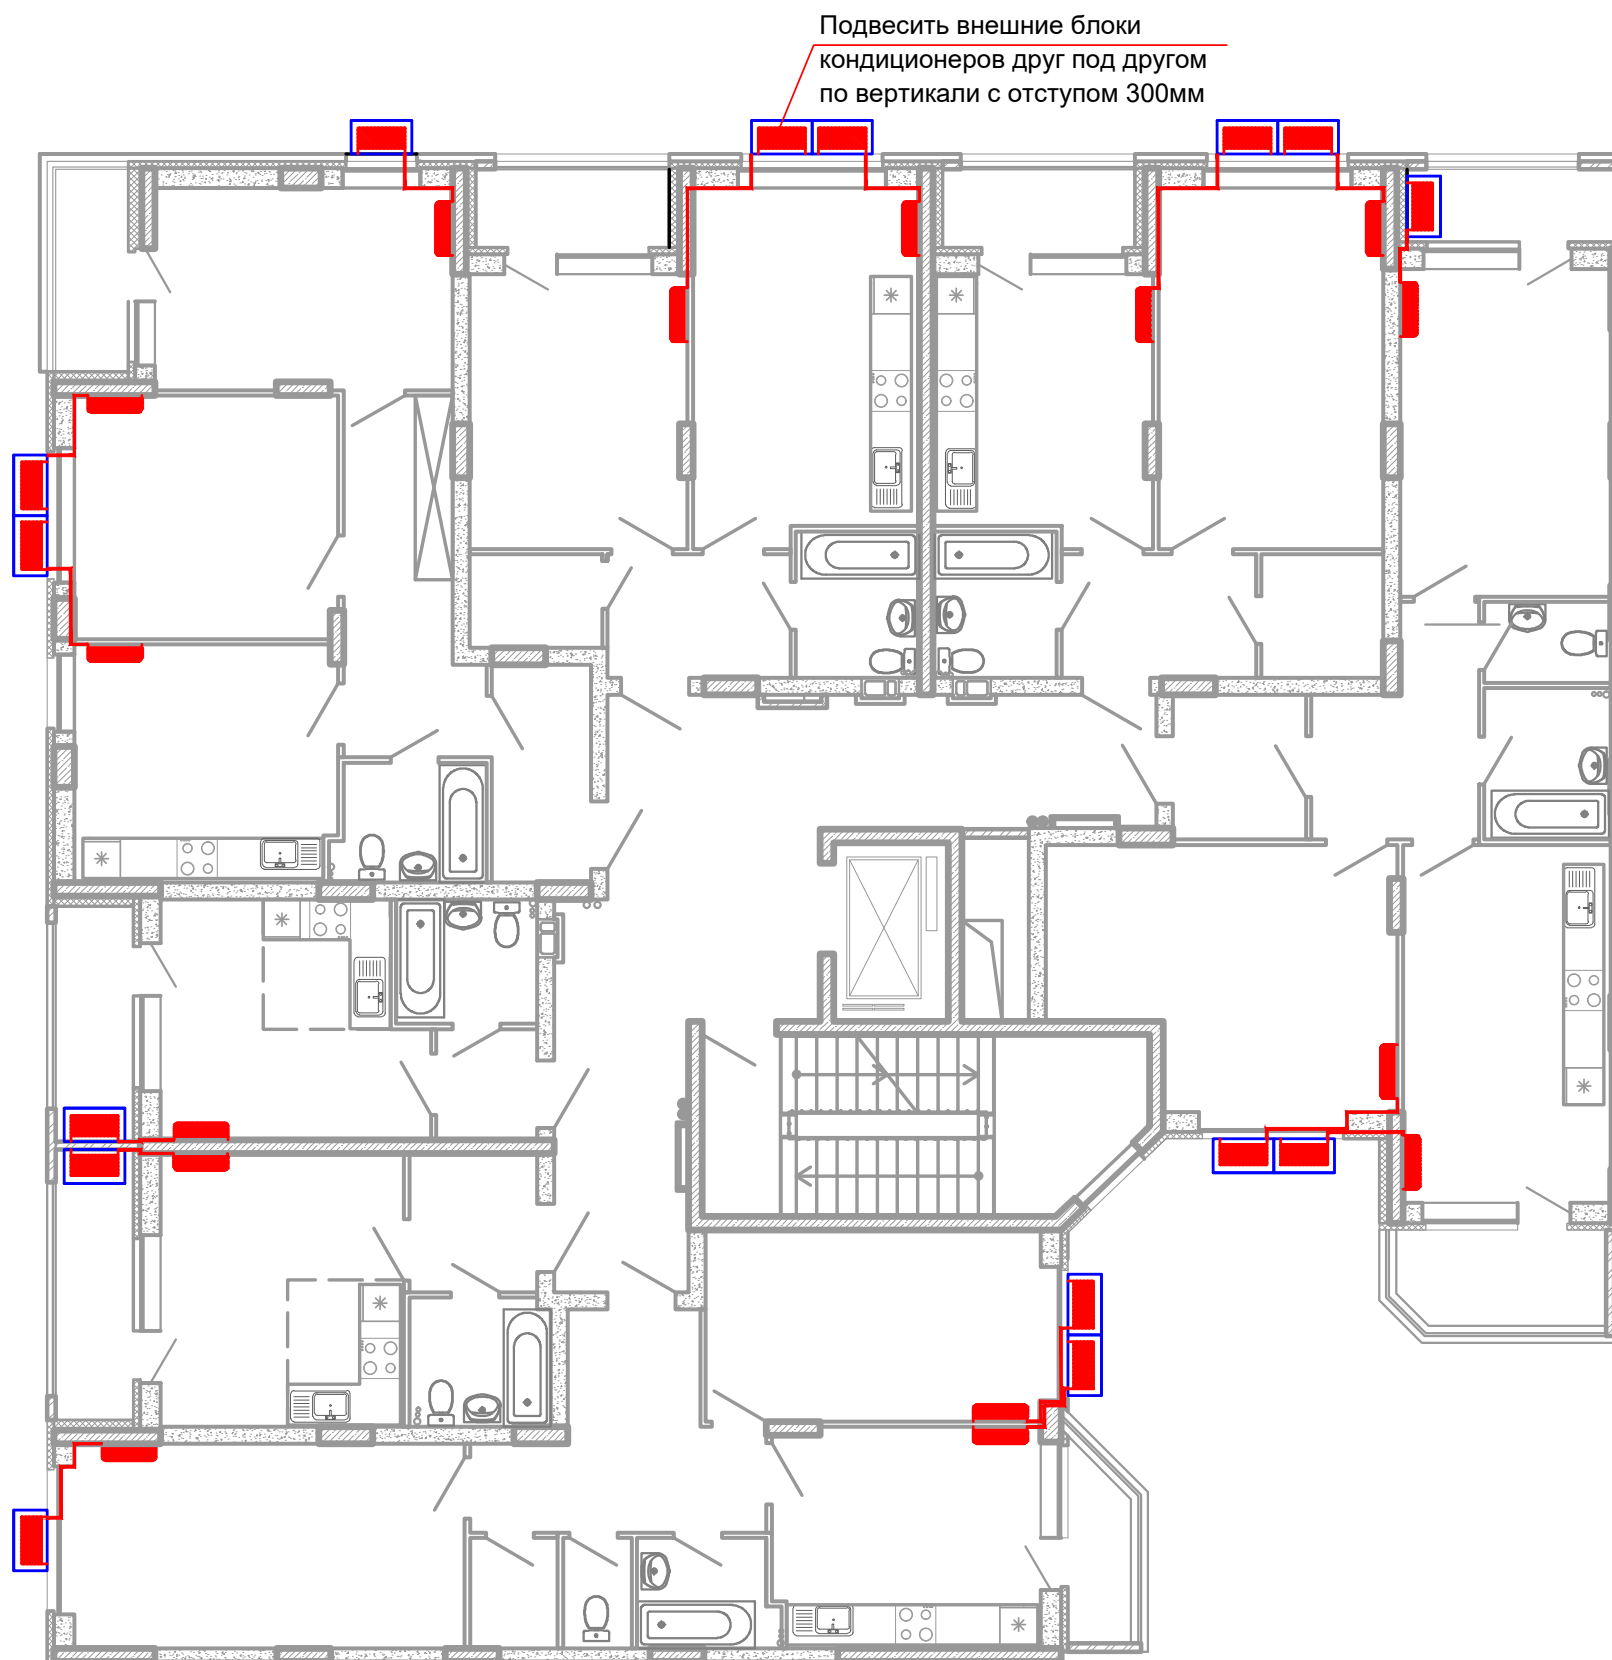 Подвесить внешние блоки
кондиционеров друг под другом
по вертикали с отступом 300мм